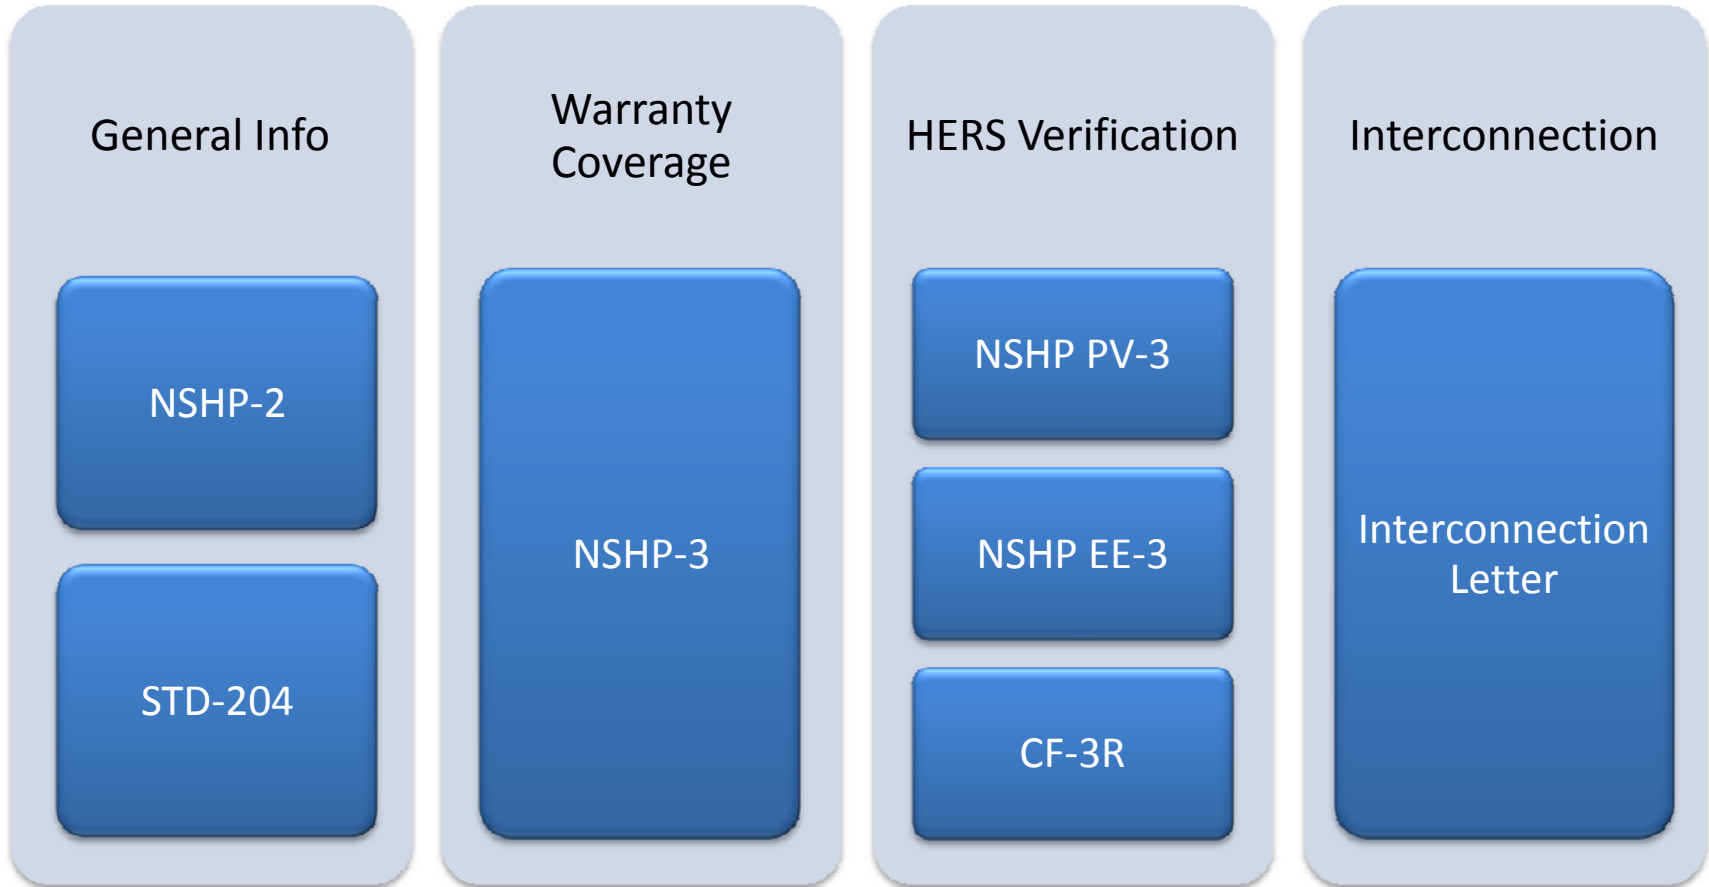 General Info
NSHP-2
STD-204
Warranty
Coverage
NSHP-3
HERS Verification
NSHP PV-3
NSHP EE-3
CF-3R
Interconnection
Interconnection
Letter